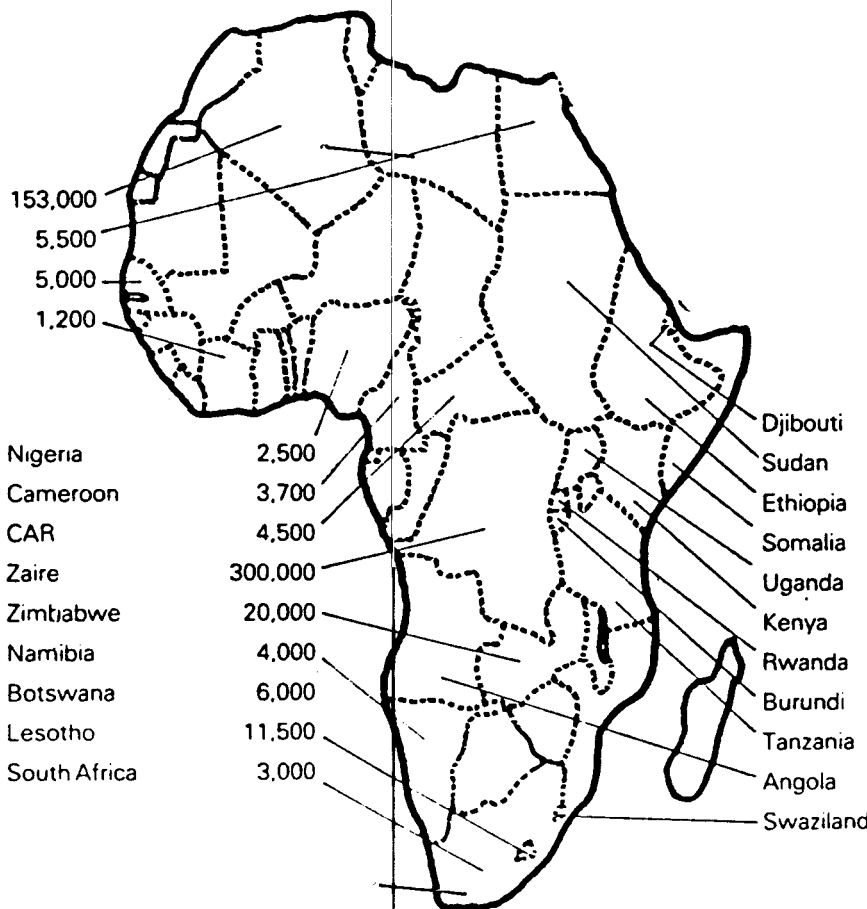 153,000
5,500
5,000
1,200
Nigeria 2,500
Cameroon 3,700
CAR 4,500
Zaire 300,000
Zimbabwe 20,000
Namibia 4,000
Botswana 6,000
Lesotho 11,500
South Africa 3,000
Djibouti
Sudan
Ethiopia
Somalia
Uganda
Kenya
Rwanda
Burundi
Tanzania
Angola
Swaziland